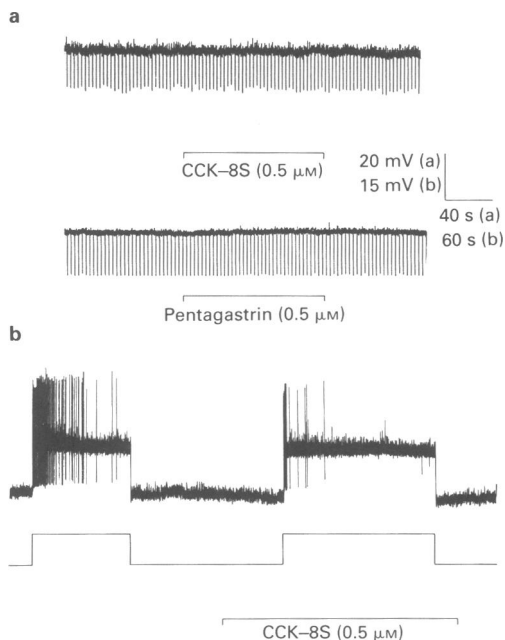 a
CCK–8S (0.5 μM)
20 mV (a)
15 mV (b)
40 s (a)
60 s (b)
Pentagastrin (0.5 μM)
b
CCK–8S (0.5 μM)